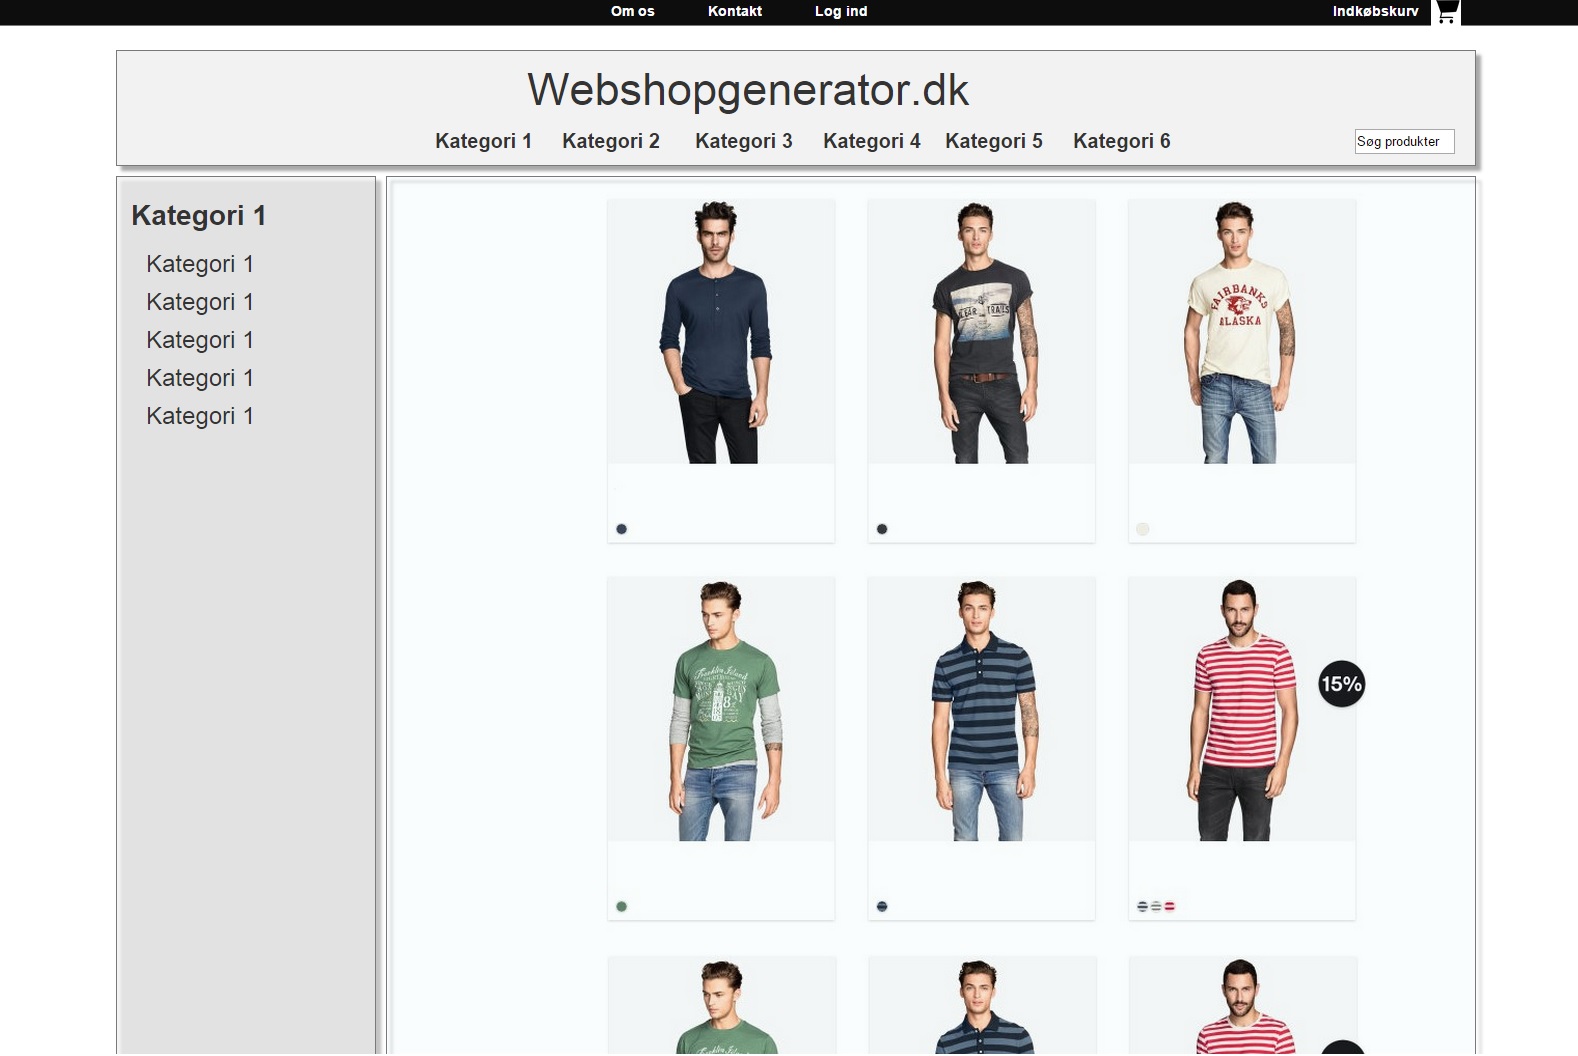 Om os Kontakt Log ind Indkøbskurv
Webshopgenerator.dk
Kategori 1 Kategori 2 Kategori 3 Kategori 4 Kategori 5 Kategori 6 Søg produkter
Kategori 1
Kategori 1
Kategori 1
Kategori 1
Kategori 1
Kategori 1
TRAILS
FAIRBANKS
ALASKA
15%